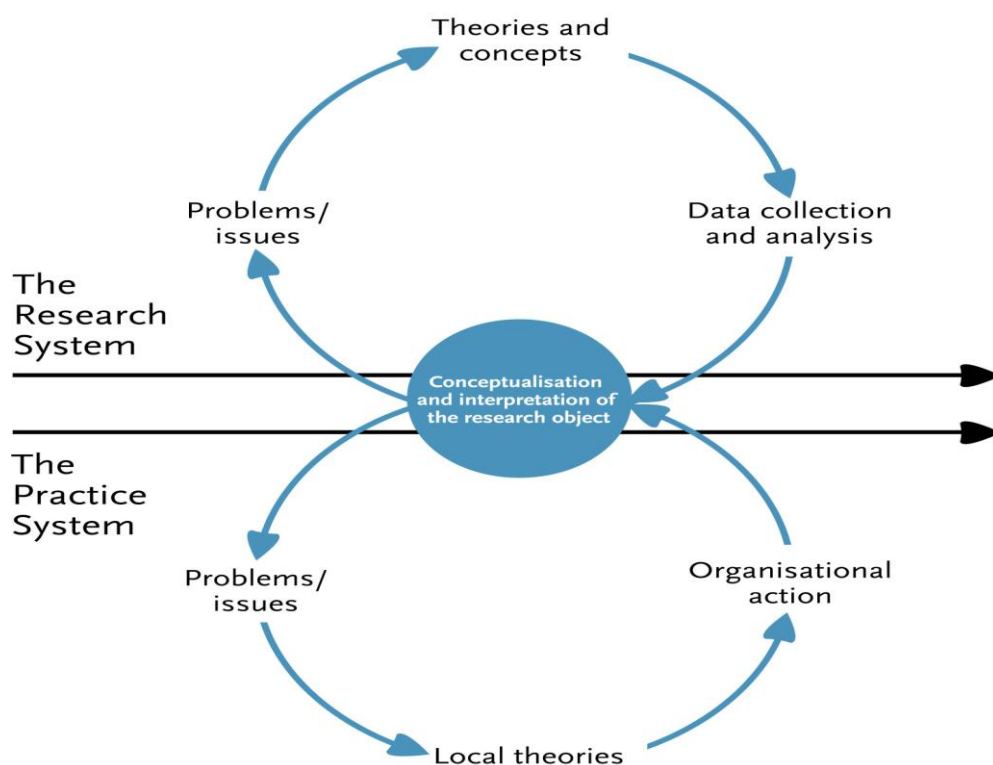 Theories and
concepts
Problems/
issues
Data collection
and analysis
The
Research
System
Conceptualisation
and interpretation of
the research object
The
Practice
System
Problems/
issues
Organisational
action
Local theories